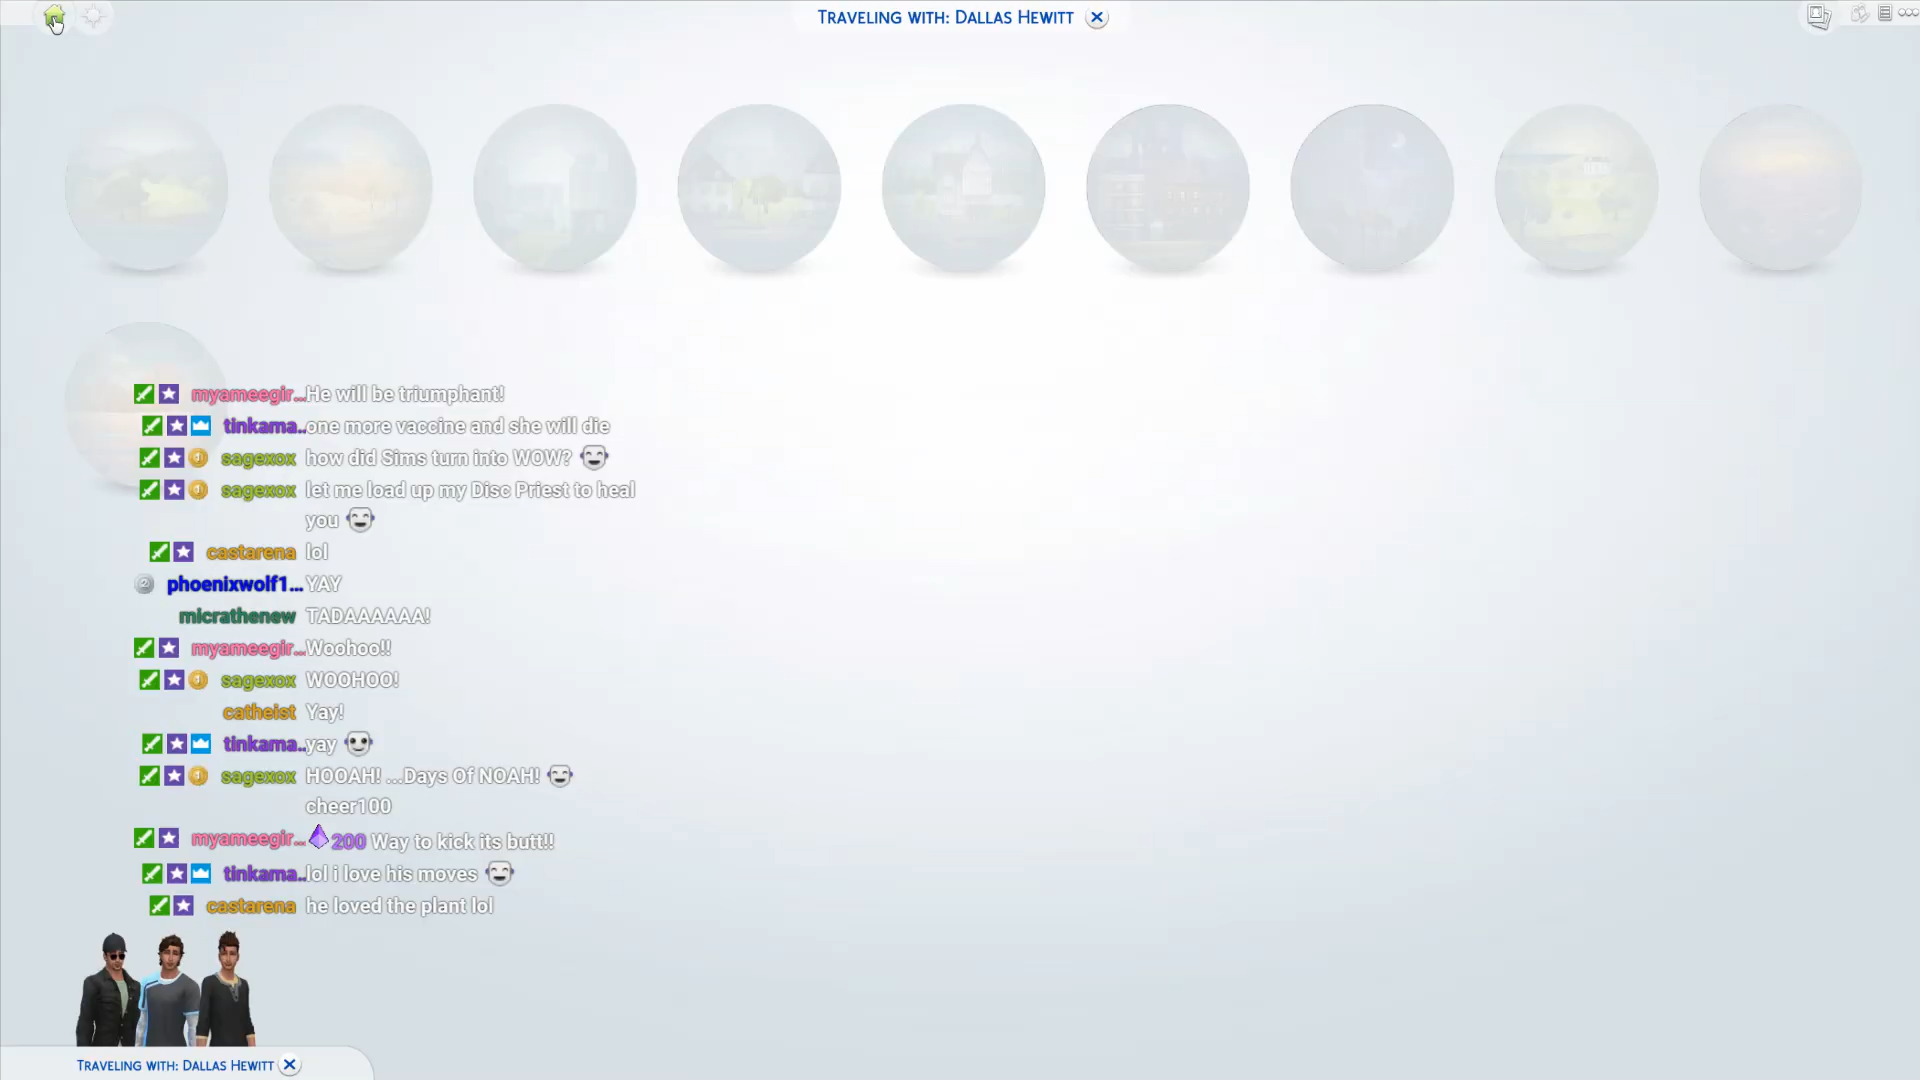 TRAVELING WITH: DALLAS HEWITT
myameegir... He will be triumphant!
tinkama.. one more vaccine and she will die
sagexox how did Sims turn into WOW?
sagexox let me load up my Disc Priest to heal
you
castarena lol
phoenixwolf1... YAY
micrathenew TADAAAAAA!
myameegir... Woohoo!!
sagexox WOOHOO!
catheist Yay!
tinkama.. yay
sagexox HOOAH! ...Days Of NOAH!
cheer100
myameegir... 200 Way to kick its butt!!
tinkama.. lol i love his moves
castarena he loved the plant lol
TRAVELING WITH: DALLAS HEWITT